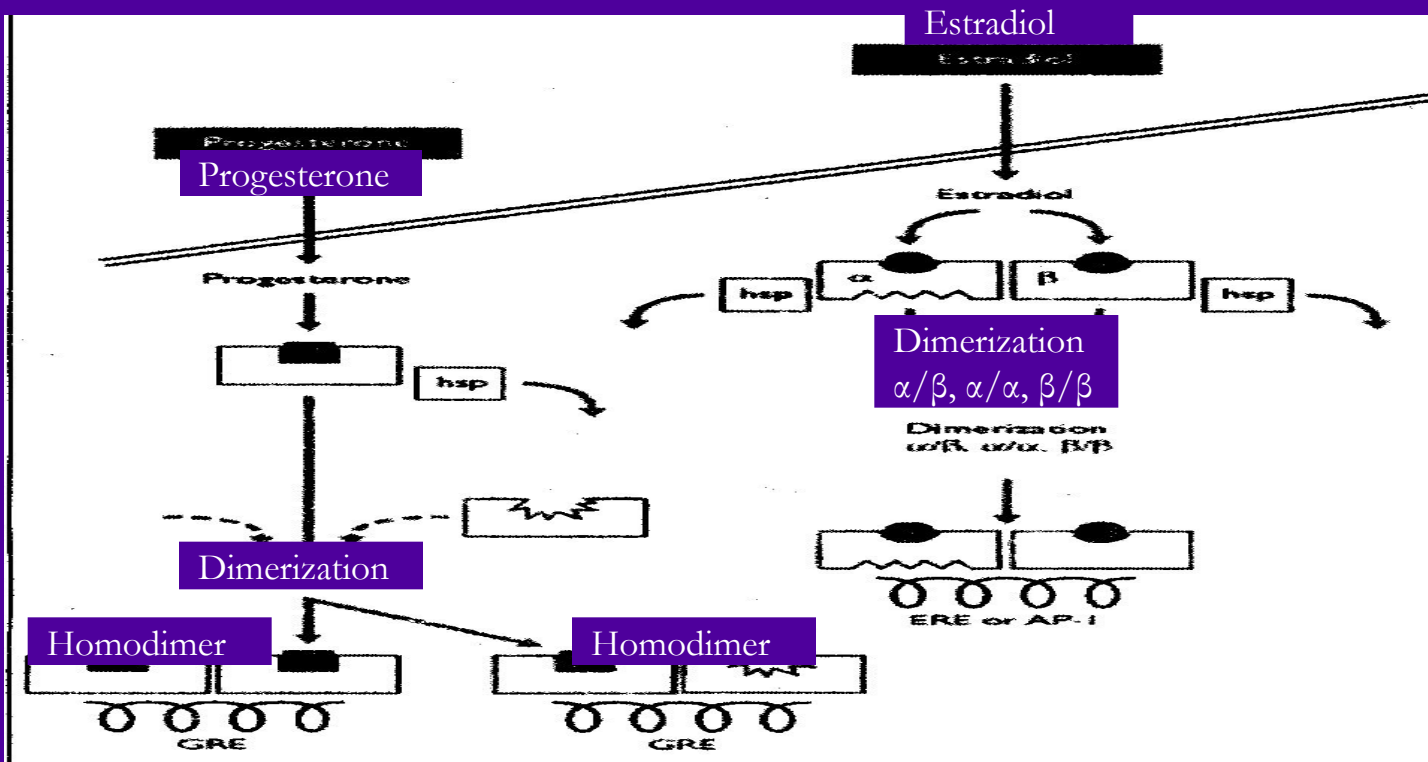 Estradiol
Estradiol
Progesterone
Progesterone
Estradiol
Progesterone
α
β
hsp
hsp
Dimerization
α/β, α/α, β/β
hsp
Dimerization
α/β, α/α, β/β
Dimerization
Homodimer
Homodimer
ERE or AP-1
GRE
GRE